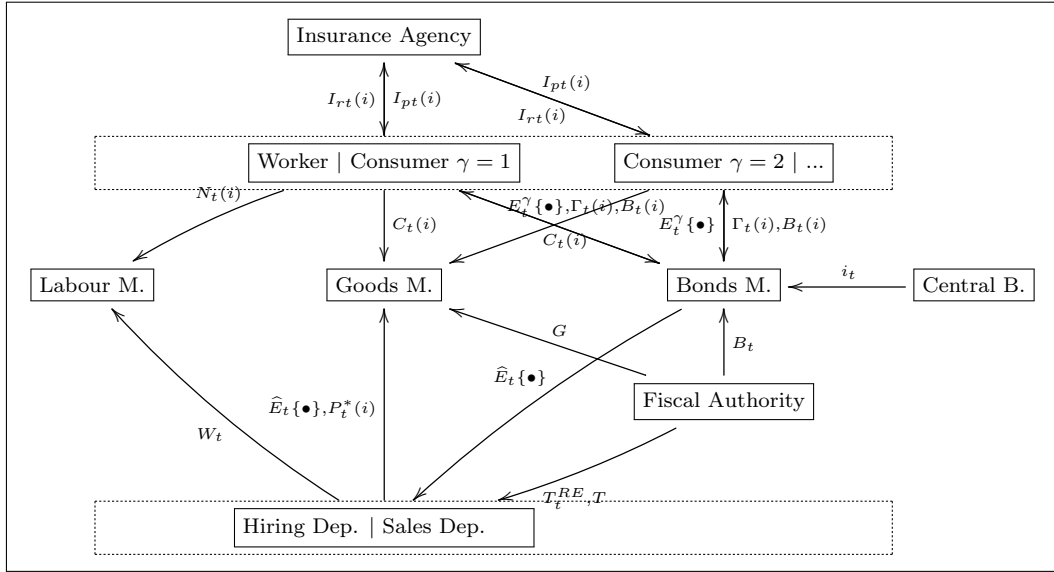 Insurance Agency
I_{rt}(i) I_{pt}(i)
I_{pt}(i)
I_{rt}(i)
Worker | Consumer γ = 1
Consumer γ = 2 | ...
N_t(i)
C_t(i)
E_t^γ{•},Γ_t(i),B_t(i)
C_t(i)
E_t^γ{•} Γ_t(i),B_t(i)
Labour M.
Goods M.
Bonds M.
i_t
Central B.
G
B_t
Ê_t{•}
Fiscal Authority
Ê_t{•},P_t^*(i)
W_t
T_t^{RE},T
Hiring Dep. | Sales Dep.